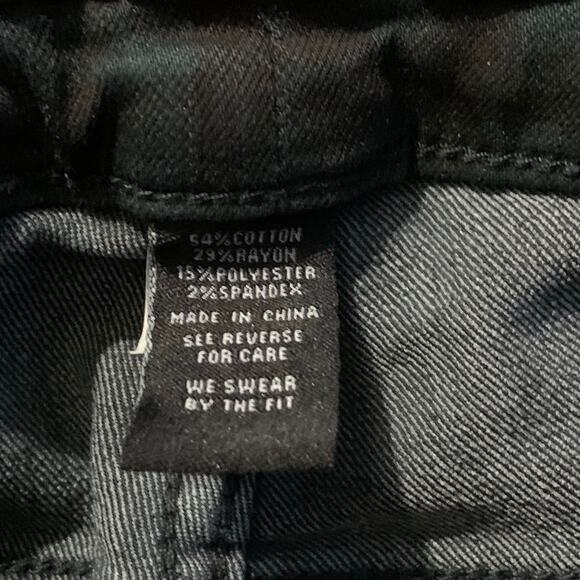 54%COTTON
29%RAYON
15%POLYESTER
2%SPANDEX
MADE IN CHINA
SEE REVERSE
FOR CARE
WE SWEAR
BY THE FIT